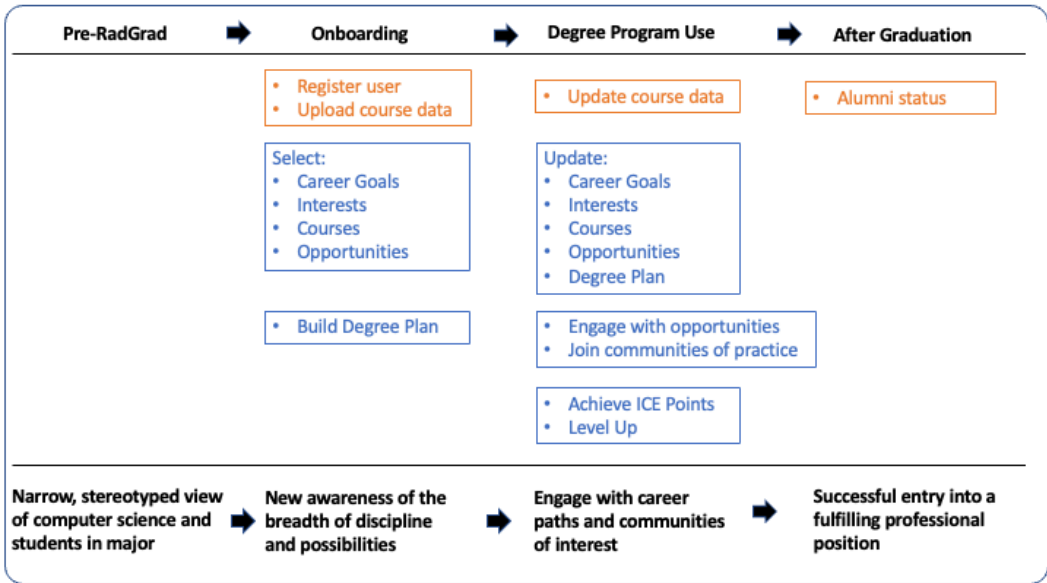 Pre-RadGrad
Onboarding
Degree Program Use
After Graduation
• Register user
• Upload course data
• Update course data
• Alumni status
Select:
• Career Goals
• Interests
• Courses
• Opportunities
Update:
• Career Goals
• Interests
• Courses
• Opportunities
• Degree Plan
• Build Degree Plan
• Engage with opportunities
• Join communities of practice
• Achieve ICE Points
• Level Up
Narrow, stereotyped view
of computer science and
students in major
New awareness of the
breadth of discipline
and possibilities
Engage with career
paths and communities
of interest
Successful entry into a
fulfilling professional
position